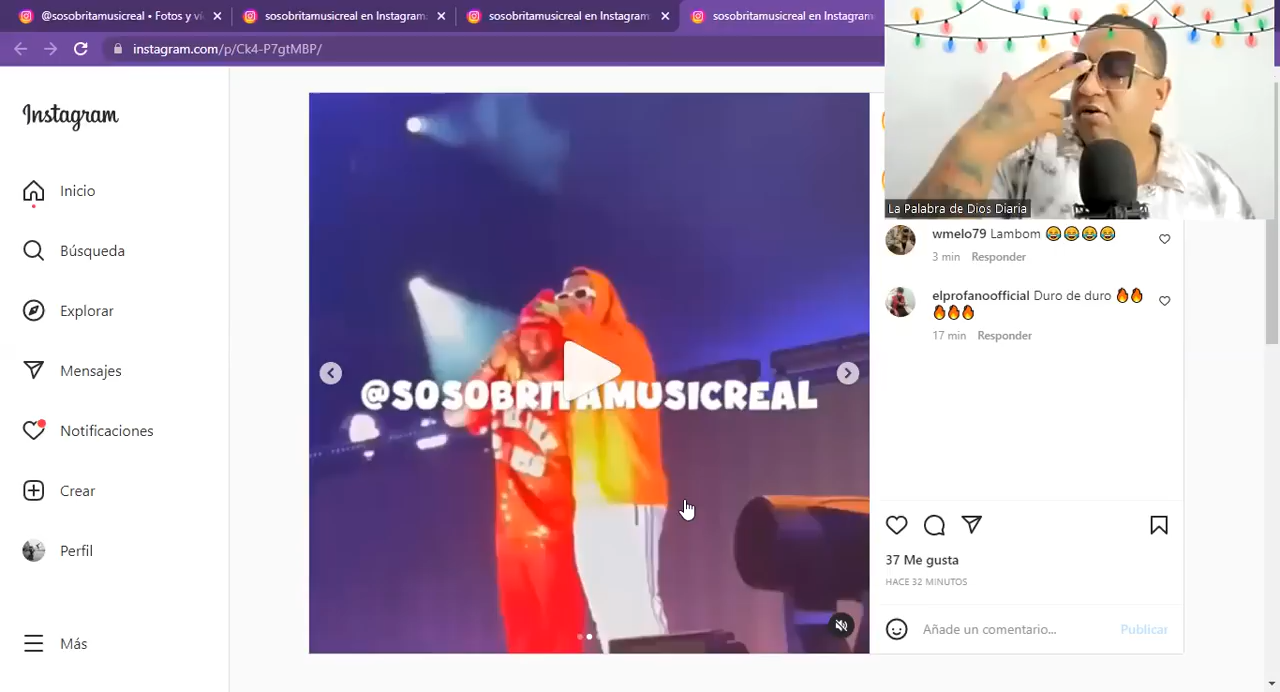 @sosobritamusicreal • Fotos y vi
sosobritamusicreal en Instagram:
sosobritamusicreal en Instagram
sosobritamusicreal en Instagram
instagram.com/p/Ck4-P7gtMBP/
Instagram
Inicio
Búsqueda
Explorar
Mensajes
Notificaciones
Crear
Perfil
Más
@SOSOBRITAMUSICREAL
La Palabra de Dios Diaria
wmelo79 Lambom 😂😂😂😂
3 min Responder
elprofanooffìcial Duro de duro 🔥🔥
🔥🔥🔥
17 min Responder
37 Me gusta
HACE 32 MINUTOS
Añade un comentario...
Publicar